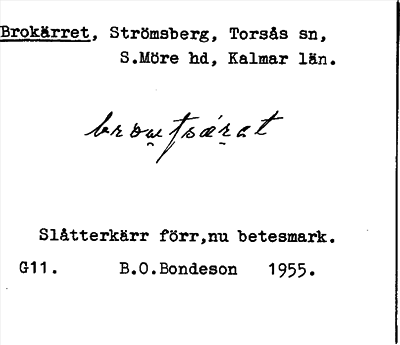 Brokärret, Strömsberg, Torsås sn,
S.Möre hd, Kalmar län.
Slåtterkärr förr,nu betesmark.
G11. B.O.Bondeson 1955.